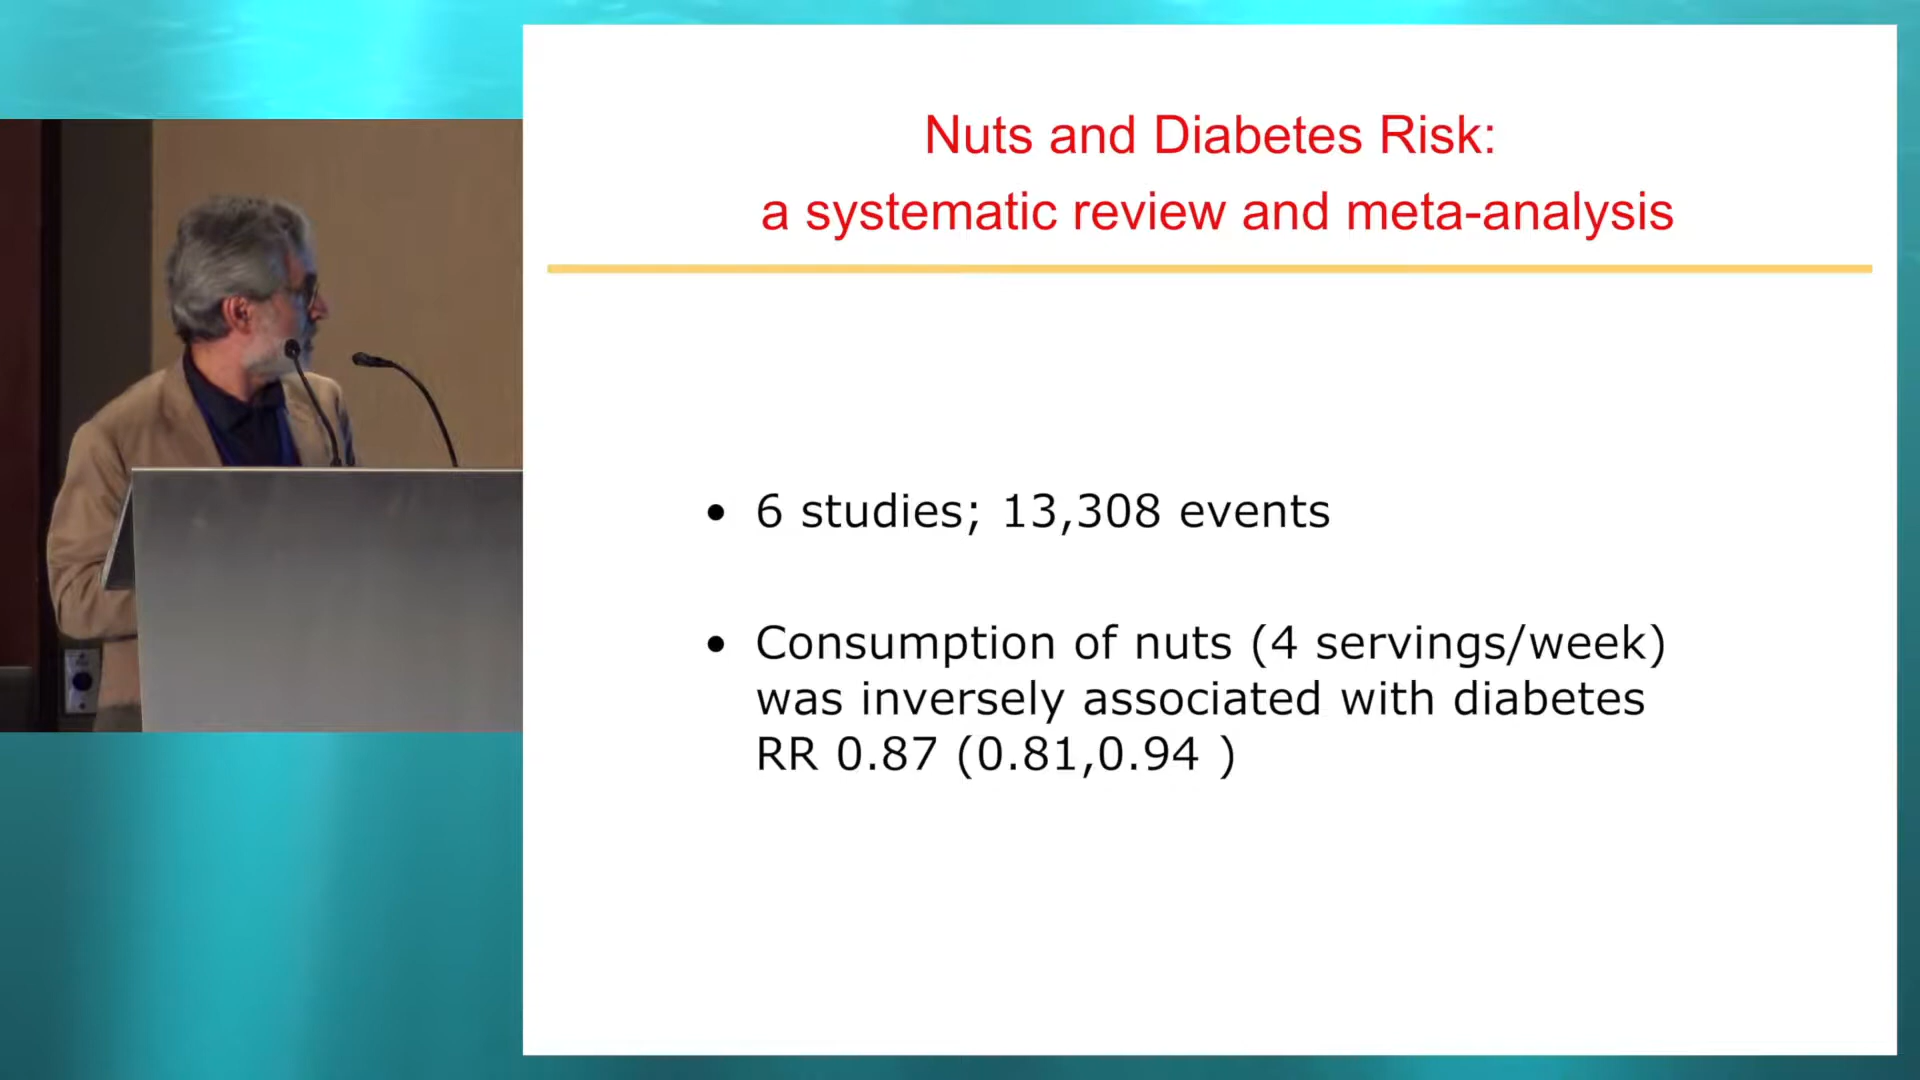 Nuts and Diabetes Risk:
a systematic review and meta-analysis
• 6 studies; 13,308 events
• Consumption of nuts (4 servings/week)
was inversely associated with diabetes
RR 0.87 (0.81,0.94 )